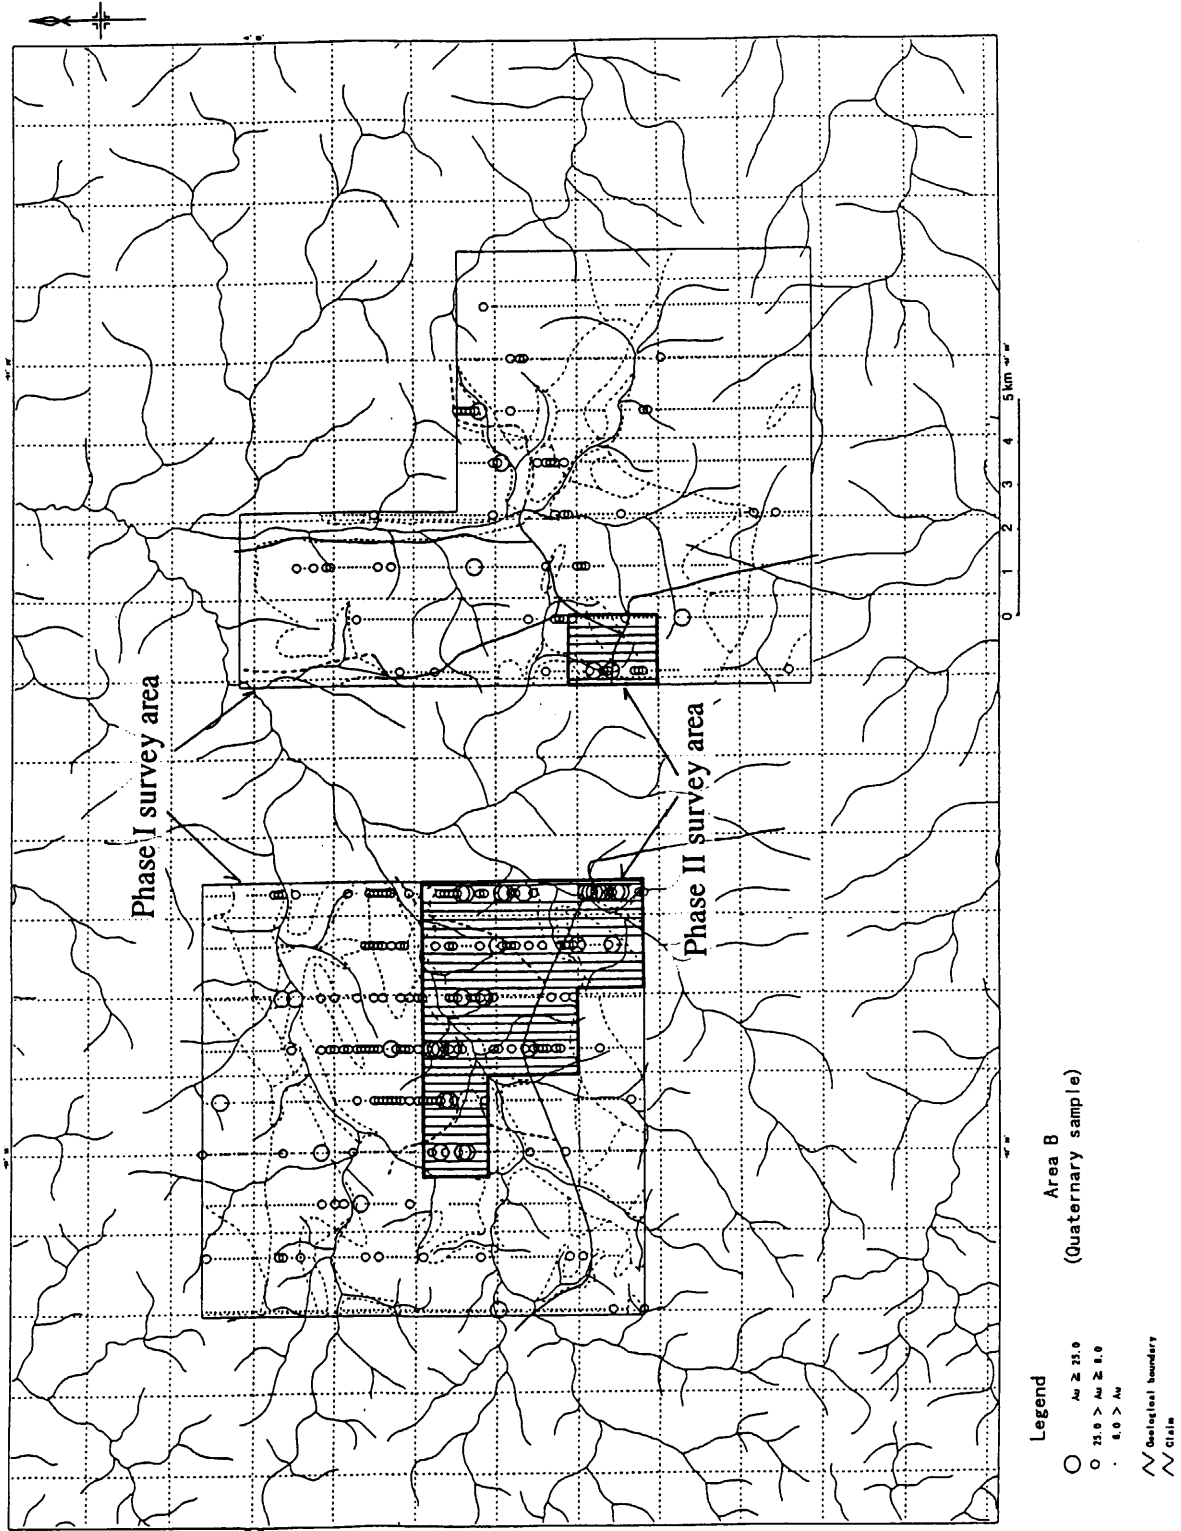 Phase I survey area
Phase II survey area
0 1 2 3 4 5 km
Area B
(Quaternary sample)
Legend
Au ≧ 25.0
25.0 > Au ≧ 8.0
8.0 > Au
Geological boundary
Claim